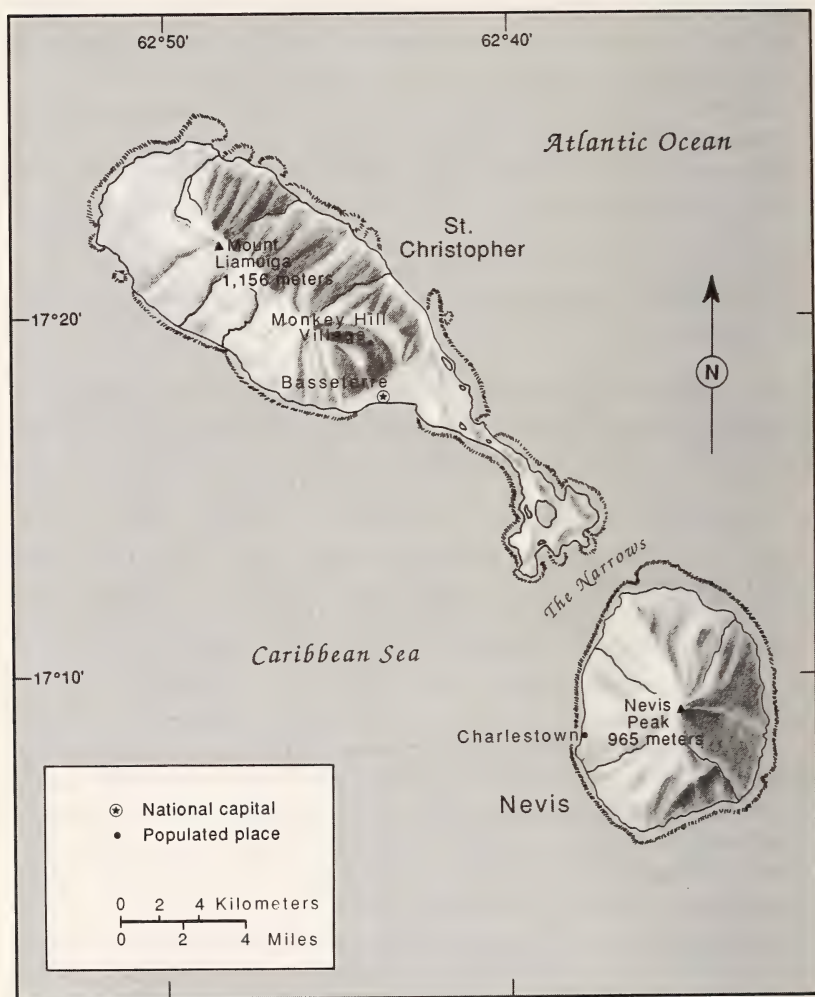 62°50'
62°40'
Atlantic Ocean
St.
Christopher
Mount
Liamuiga
1,156 meters
17°20'
Monkey Hill
Village
N
Basseterre
The Narrows
Caribbean Sea
17°10'
Nevis
Peak
965 meters
Charlestown
Nevis
National capital
Populated place
0 2 4 Kilometers
0 2 4 Miles